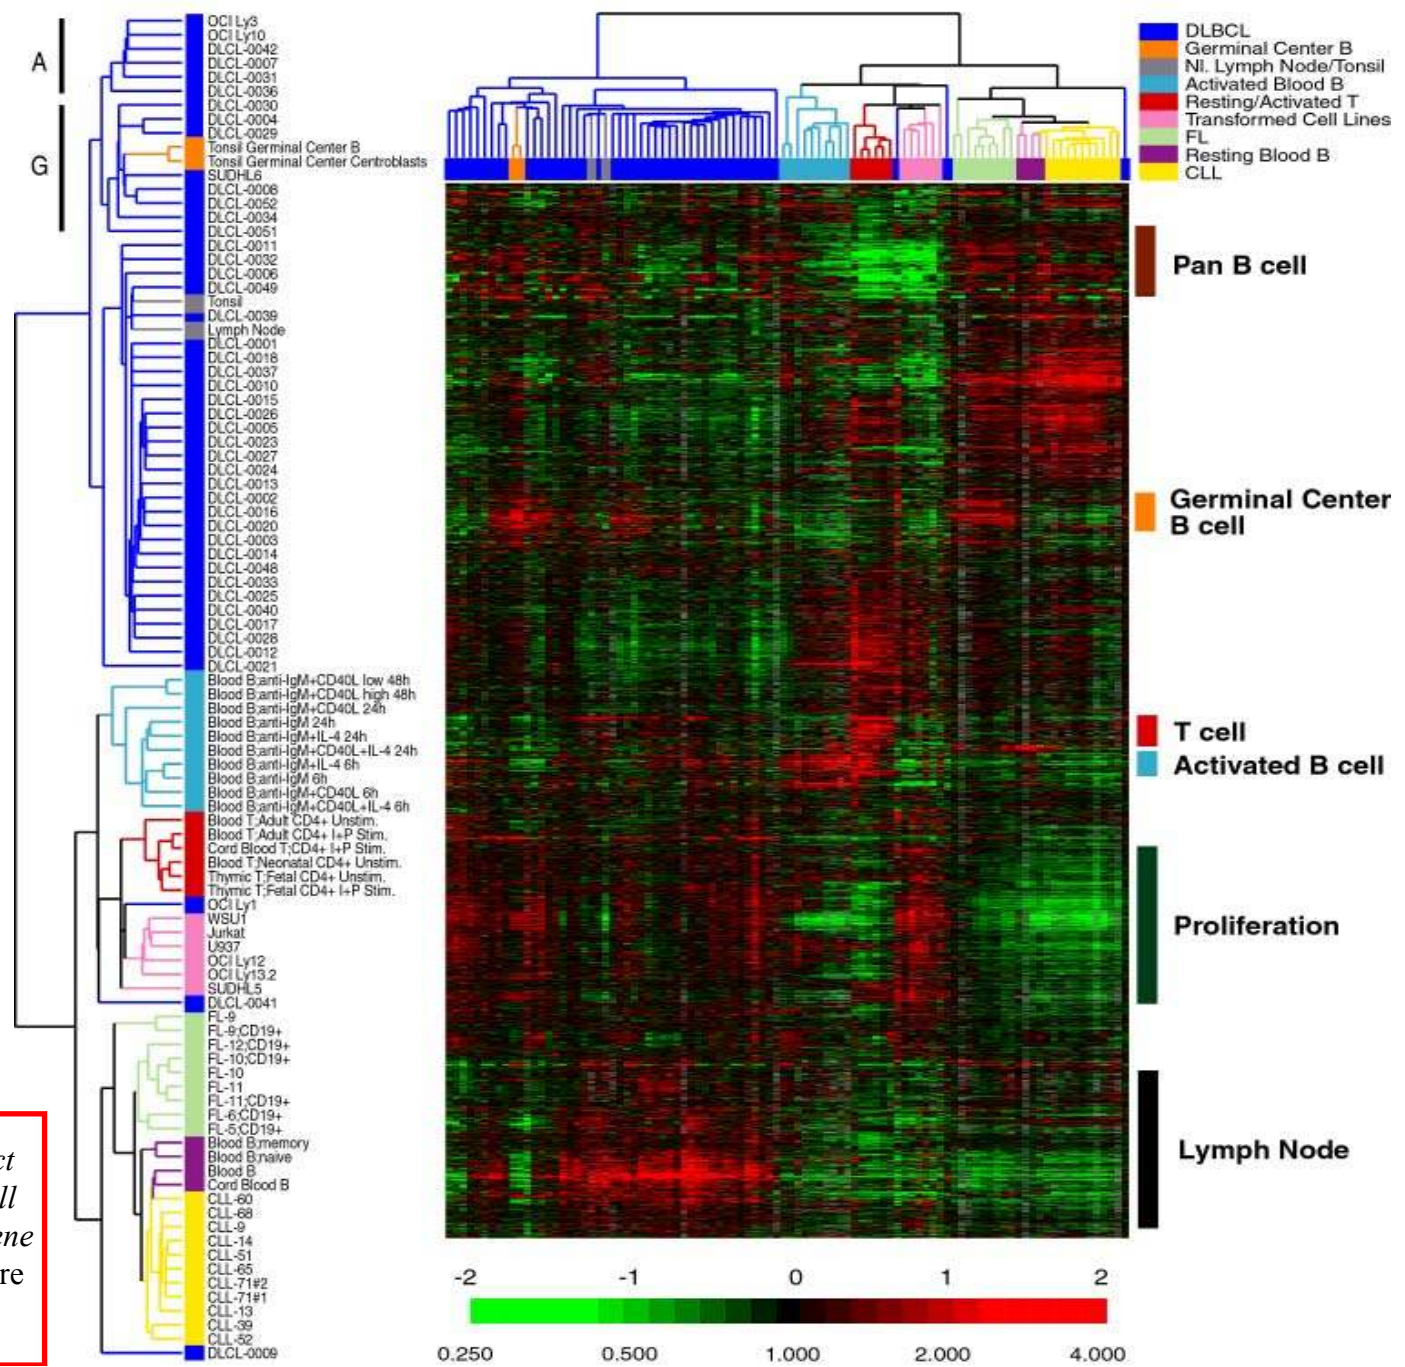 A
G
OCI Ly3
OCI Ly10
DLCL-0042
DLCL-0007
DLCL-0031
DLCL-0036
DLCL-0030
DLCL-0004
DLCL-0029
Tonsil Germinal Center B
Tonsil Germinal Center Centroblasts
SUDHL6
DLCL-0008
DLCL-0052
DLCL-0034
DLCL-0051
DLCL-0011
DLCL-0032
DLCL-0006
DLCL-0049
Tonsil
DLCL-0039
Lymph Node
DLCL-0001
DLCL-0018
DLCL-0037
DLCL-0010
DLCL-0015
DLCL-0026
DLCL-0005
DLCL-0023
DLCL-0027
DLCL-0024
DLCL-0013
DLCL-0002
DLCL-0016
DLCL-0020
DLCL-0003
DLCL-0014
DLCL-0048
DLCL-0033
DLCL-0025
DLCL-0040
DLCL-0017
DLCL-0028
DLCL-0012
DLCL-0021
Blood B;anti-IgM+CD40L low 48h
Blood B;anti-IgM+CD40L high 48h
Blood B;anti-IgM+CD40L 24h
Blood B;anti-IgM 24h
Blood B;anti-IgM+IL-4 24h
Blood B;anti-IgM+CD40L+IL-4 24h
Blood B;anti-IgM+IL-4 6h
Blood B;anti-IgM 6h
Blood B;anti-IgM+CD40L 6h
Blood B;anti-IgM+CD40L+IL-4 6h
Blood T;Adult CD4+ Unstim.
Blood T;Adult CD4+ I+P Stim.
Cord Blood T;CD4+ I+P Stim.
Blood T;Neonatal CD4+ Unstim.
Thymic T;Fetal CD4+ Unstim.
Thymic T;Fetal CD4+ I+P Stim.
OCI Ly1
WSU1
Jurkat
U937
OCI Ly12
OCI Ly13.2
SUDHL5
DLCL-0041
FL-9
FL-9;CD19+
FL-12;CD19+
FL-10;CD19+
FL-10
FL-11
FL-11;CD19+
FL-6;CD19+
FL-5;CD19+
Blood B;memory
Blood B;naive
Blood B
Cord Blood B
CLL-60
CLL-68
CLL-9
CLL-14
CLL-51
CLL-65
CLL-71#2
CLL-71#1
CLL-13
CLL-39
CLL-52
DLCL-0009
DLBCL
Germinal Center B
Nl. Lymph Node/Tonsil
Activated Blood B
Resting/Activated T
Transformed Cell Lines
FL
Resting Blood B
CLL
Pan B cell
Germinal Center
B cell
T cell
Activated B cell
Proliferation
Lymph Node
-2 -1 0 1 2
0.250 0.500 1.000 2.000 4.000